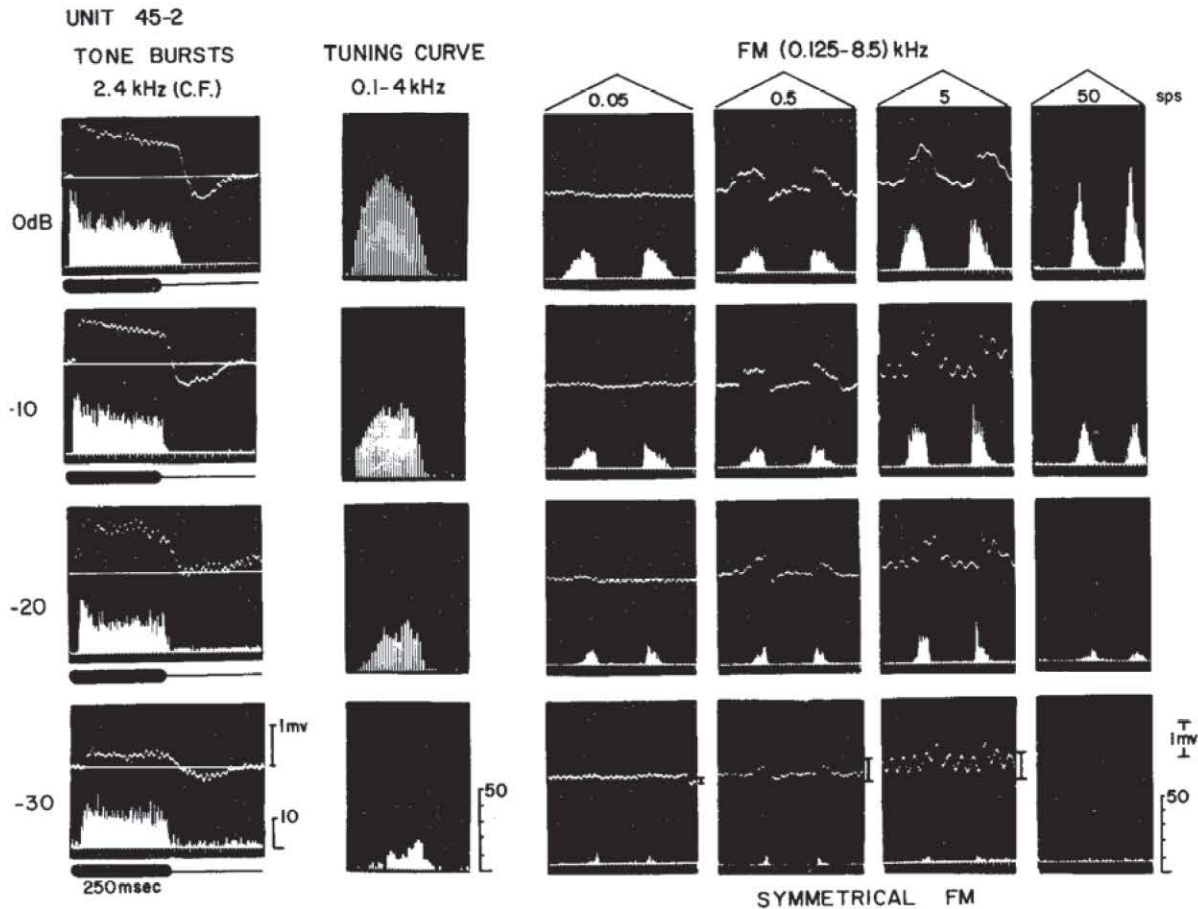 UNIT 45-2
TONE BURSTS
2.4 kHz (C.F.)
TUNING CURVE
0.1-4 kHz
FM (0.125-8.5) kHz
0.05
0.5
5
50
sps
0dB
-10
-20
-30
1mv
10
50
1mv
50
250msec
SYMMETRICAL FM